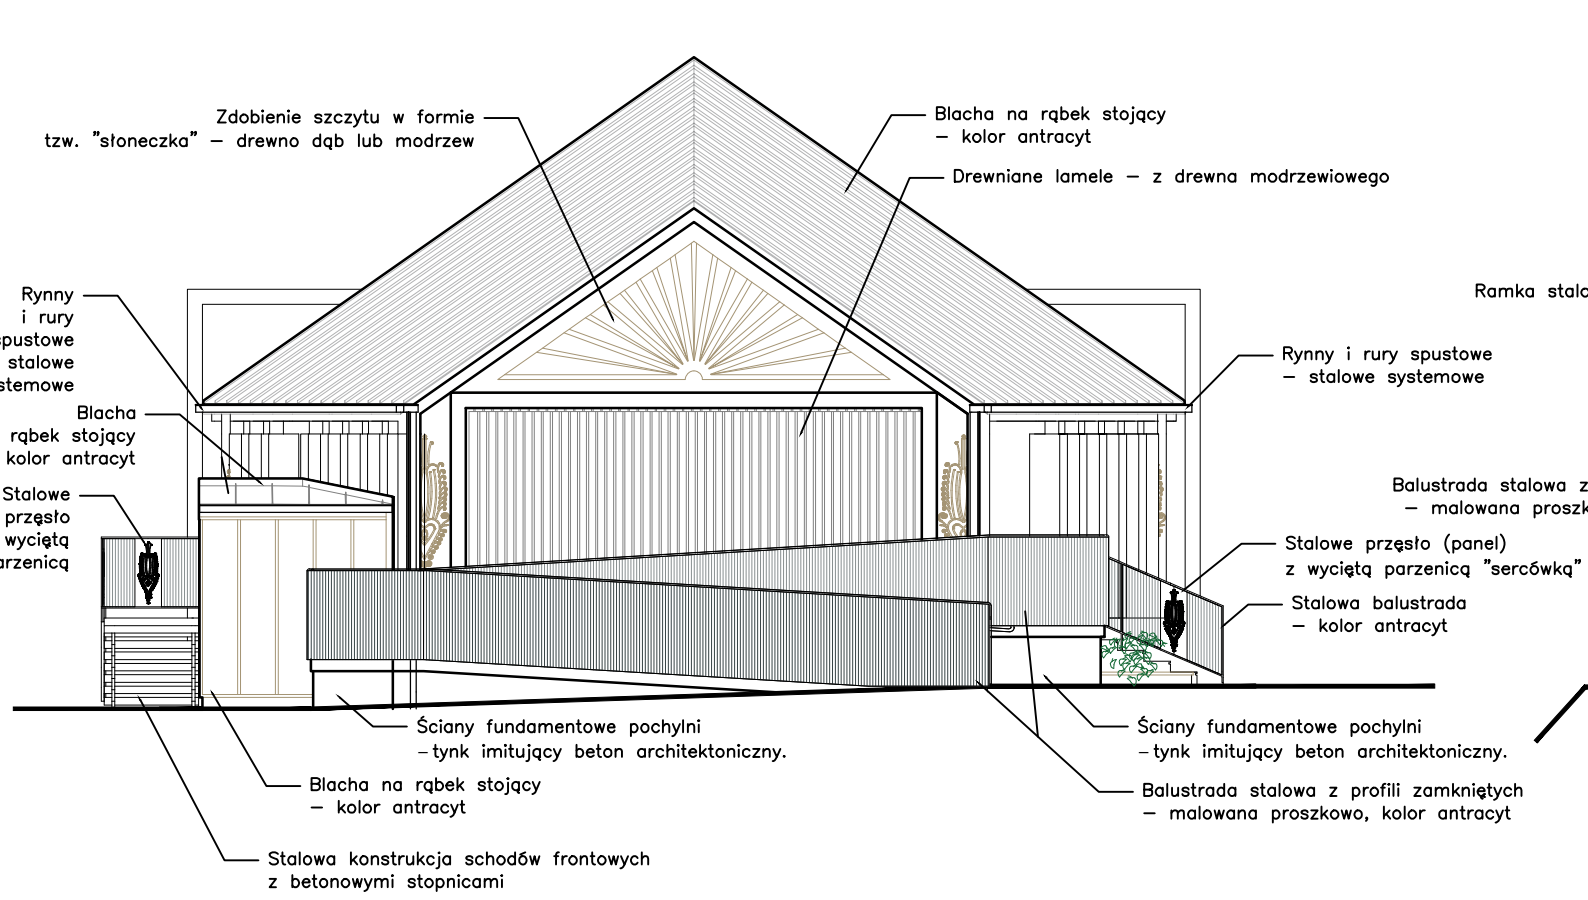 Zdobienie szczytu w formie
tzw. "słoneczka" – drewno dąb lub modrzew
Blacha na rąbek stojący
– kolor antracyt
Drewniane lamele – z drewna modrzewiowego
Rynny
i rury
spustowe
stalowe
Blacha
rąbek stojący
kolor antracyt
Stalowe
przęsło
wyciętą
Ramka
Rynny i rury spustowe
– stalowe systemowe
Balustrada stalowa z
– malowana
Stalowe przęsło (panel)
z wyciętą parzenicą "sercówką"
Stalowa balustrada
– kolor antracyt
Ściany fundamentowe pochylni
– tynk imitujący beton architektoniczny.
Ściany fundamentowe pochylni
– tynk imitujący beton architektoniczny.
Blacha na rąbek stojący
– kolor antracyt
Balustrada stalowa z profili zamkniętych
– malowana proszkowo, kolor antracyt
Stalowa konstrukcja schodów frontowych
z betonowymi stopnicami